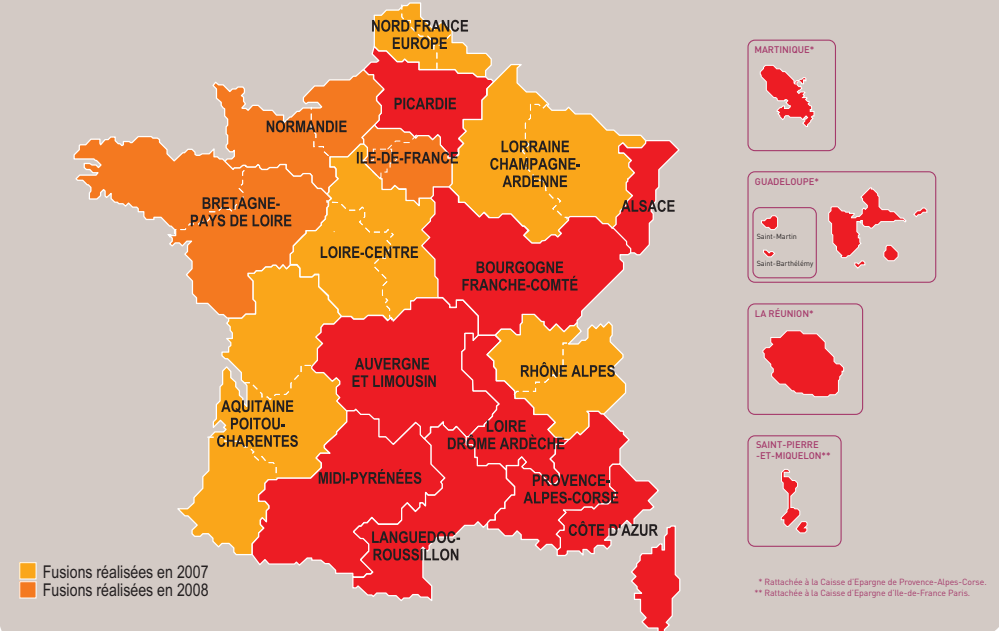 NORD FRANCE
EUROPE
PICARDIE
NORMANDIE
ILE-DE-FRANCE
LORRAINE
CHAMPAGNE-
ARDENNE
ALSACE
BRETAGNE-
PAYS DE LOIRE
LOIRE-CENTRE
BOURGOGNE
FRANCHE-COMTÉ
AUVERGNE
ET LIMOUSIN
RHÔNE ALPES
AQUITAINE
POITOU-
CHARENTES
LOIRE
DRÔME ARDÈCHE
MIDI-PYRÉNÉES
PROVENCE-
ALPES-CORSE
CÔTE D'AZUR
LANGUEDOC-
ROUSSILLON
MARTINIQUE*
GUADELOUPE*
Saint-Martin
Saint-Barthélémy
LA RÉUNION*
SAINT-PIERRE
-ET-MIQUELON**
Fusions réalisées en 2007
Fusions réalisées en 2008
* Rattachée à la Caisse d'Epargne de Provence-Alpes-Corse.
** Rattachée à la Caisse d'Epargne d'Ile-de-France Paris.